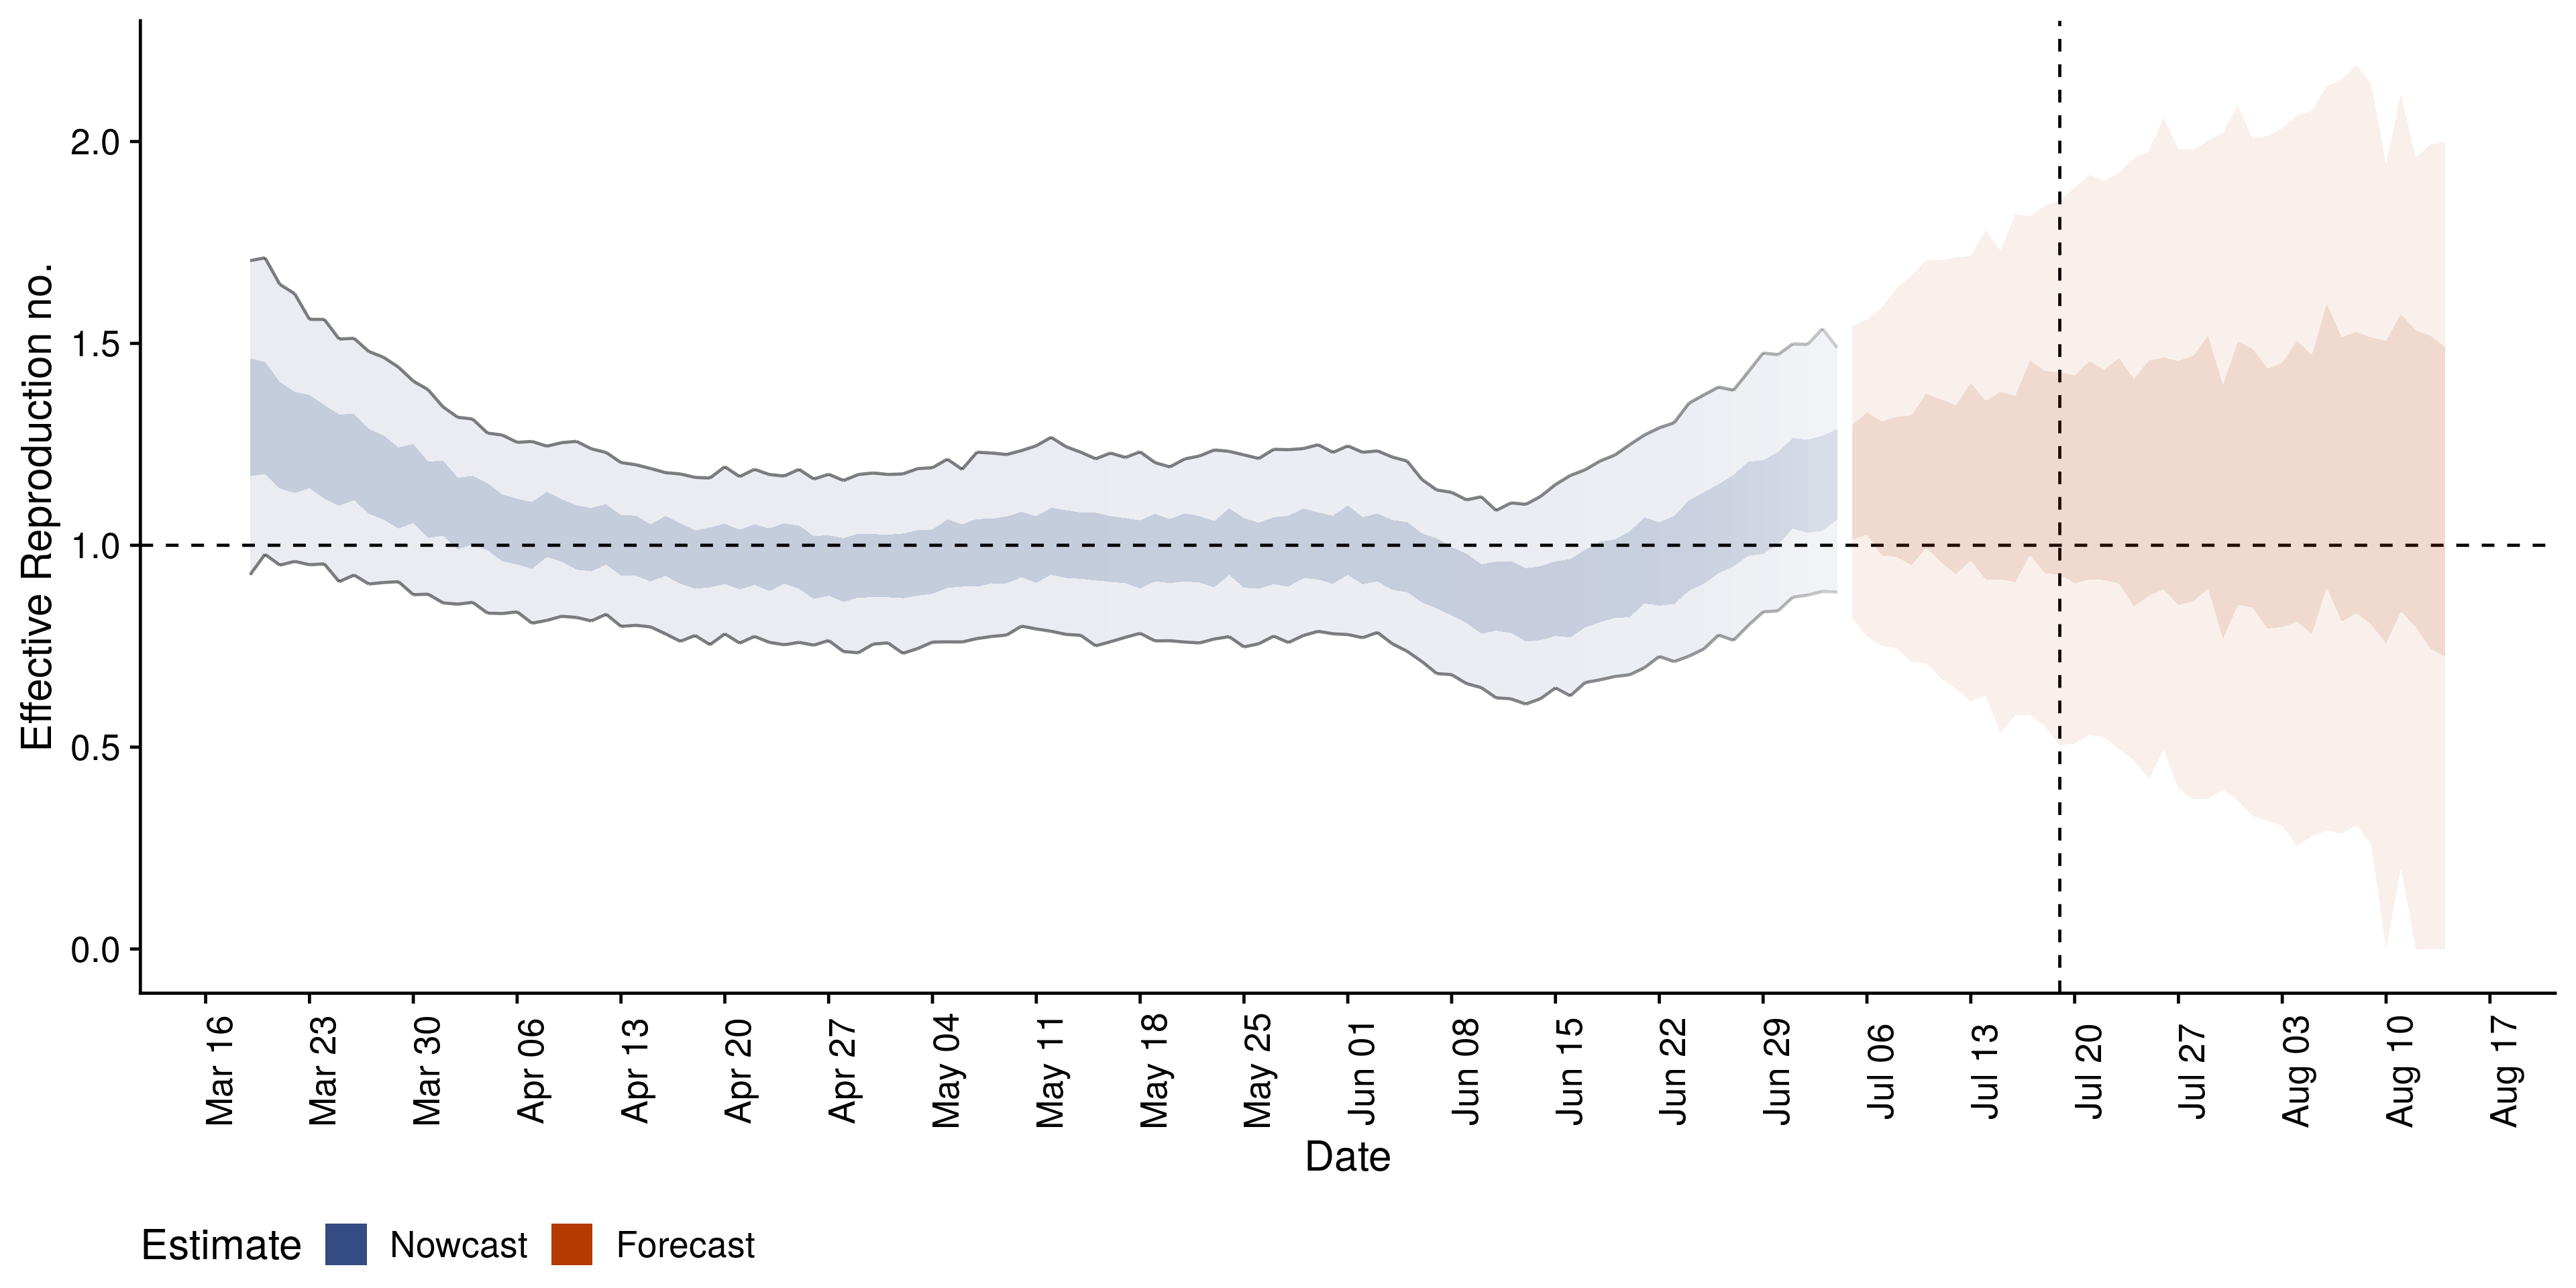 Effective Reproduction no.
2.0
1.5
1.0
0.5
0.0
Mar 16
Mar 23
Mar 30
Apr 06
Apr 13
Apr 20
Apr 27
May 04
May 11
May 18
May 25
Jun 01
Jun 08
Jun 15
Jun 22
Jun 29
Jul 06
Jul 13
Jul 20
Jul 27
Aug 03
Aug 10
Aug 17
Date
Estimate Nowcast Forecast